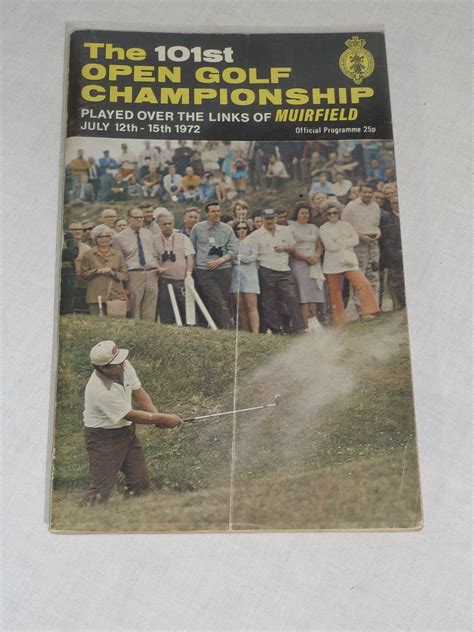 The 101st
OPEN GOLF
CHAMPIONSHIP
PLAYED OVER THE LINKS OF MUIRFIELD
JULY 12th - 15th 1972
Official Programme 25p